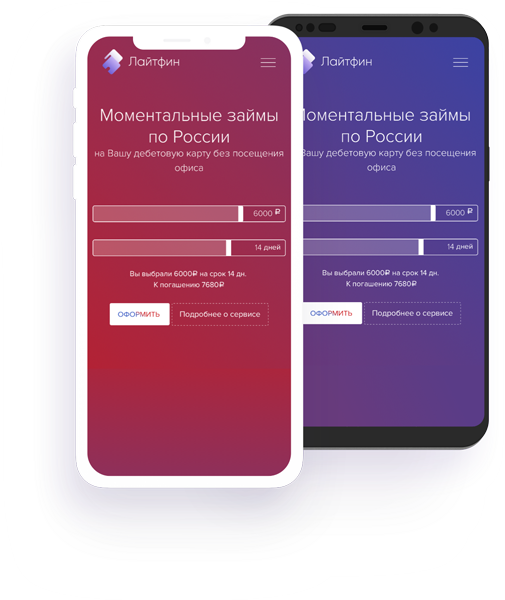 Лайтфин
Моментальные займы
по России
на Вашу дебетовую карту без посещения
офиса
6000 ₽
14 дней
Вы выбрали 6000₽ на срок 14 дн.
К погашению 7680₽
ОФОРМИТЬ
Подробнее о сервисе
Лайтфин
Моментальные займы
по России
Вашу дебетовую карту без посещения
офиса
6000 ₽
14 дней
Вы выбрали 6000₽ на срок 14 дн.
К погашению 7680₽
ОФОРМИТЬ
Подробнее о сервисе